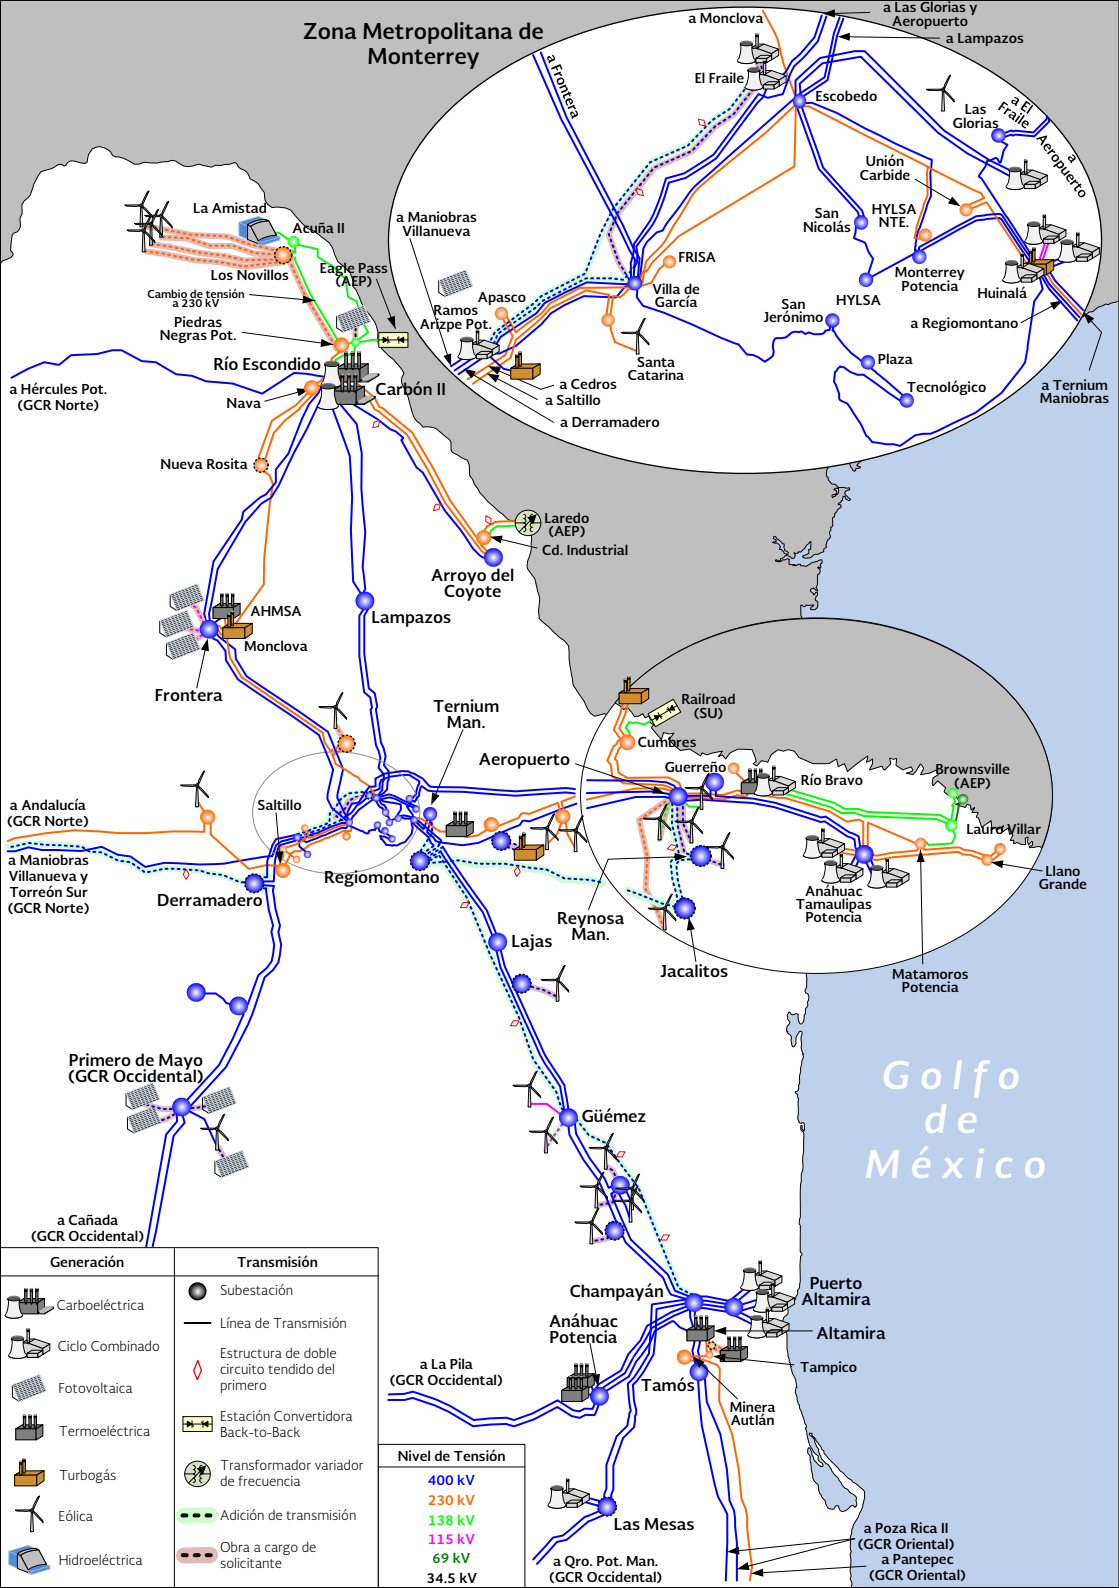 Zona Metropolitana de
Monterrey
a Monclova
a Las Glorias y
Aeropuerto
a Lampazos
a Frontera
El Fraile
Escobedo
Las
Glorias
a El
Fraile
a
Aeropuerto
Unión
Carbide
San
Nicolás
HYLSA
NTE.
Monterrey
Potencia
HYLSA
Huinalá
a Regiomontano
a Ternium
Maniobras
a Maniobras
Villanueva
Ramos
Arizpe Pot.
Apasco
FRISA
Villa de
García
Santa
Catarina
San
Jerónimo
Plaza
Tecnológico
a Cedros
a Saltillo
a Derramadero
La Amistad
Acuña II
Los Novillos
Eagle Pass
(AEP)
Cambio de tensión
a 230 kV
Piedras
Negras Pot.
Río Escondido
Carbón II
a Hércules Pot.
(GCR Norte)
Nava
Nueva Rosita
Laredo
(AEP)
Cd. Industrial
Arroyo del
Coyote
Lampazos
AHMSA
Monclova
Frontera
Ternium
Man.
Aeropuerto
Railroad
(SU)
Cumbres
Guerreño
Río Bravo
Brownsville
(AEP)
Lauro Villar
Llano
Grande
Anáhuac
Tamaulipas
Potencia
Matamoros
Potencia
Reynosa
Man.
Jacalitos
a Andalucía
(GCR Norte)
Saltillo
a Maniobras
Villanueva y
Torreón Sur
(GCR Norte)
Derramadero
Regiomontano
Lajas
Primero de Mayo
(GCR Occidental)
Güémez
Golfo
de
México
a Cañada
(GCR Occidental)
Champayán
Puerto
Altamira
Altamira
Anáhuac
Potencia
Tampico
a La Pila
(GCR Occidental)
Tamós
Minera
Autlán
Las Mesas
a Qro. Pot. Man.
(GCR Occidental)
a Poza Rica II
(GCR Oriental)
a Pantepec
(GCR Oriental)
Generación
Carboeléctrica
Ciclo Combinado
Fotovoltaica
Termoeléctrica
Turbogás
Eólica
Hidroeléctrica
Transmisión
Subestación
Línea de Transmisión
Estructura de doble
circuito tendido del
primero
Estación Convertidora
Back-to-Back
Transformador variador
de frecuencia
Adición de transmisión
Obra a cargo de
solicitante
Nivel de Tensión
400 kV
230 kV
138 kV
115 kV
69 kV
34.5 kV